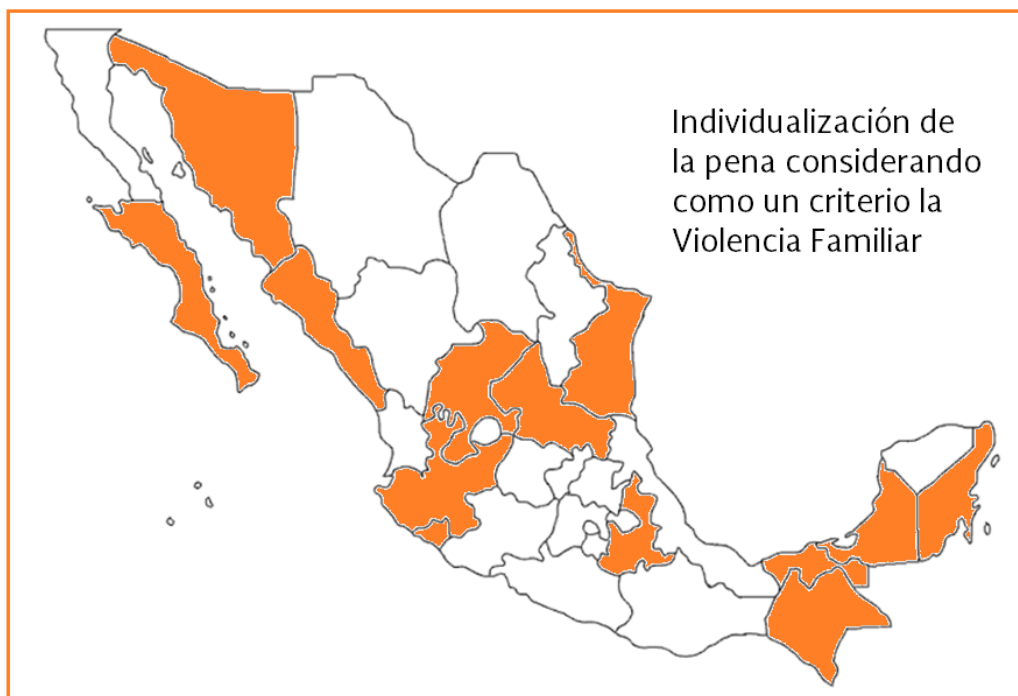 Individualización de
la pena considerando
como un criterio la
Violencia Familiar